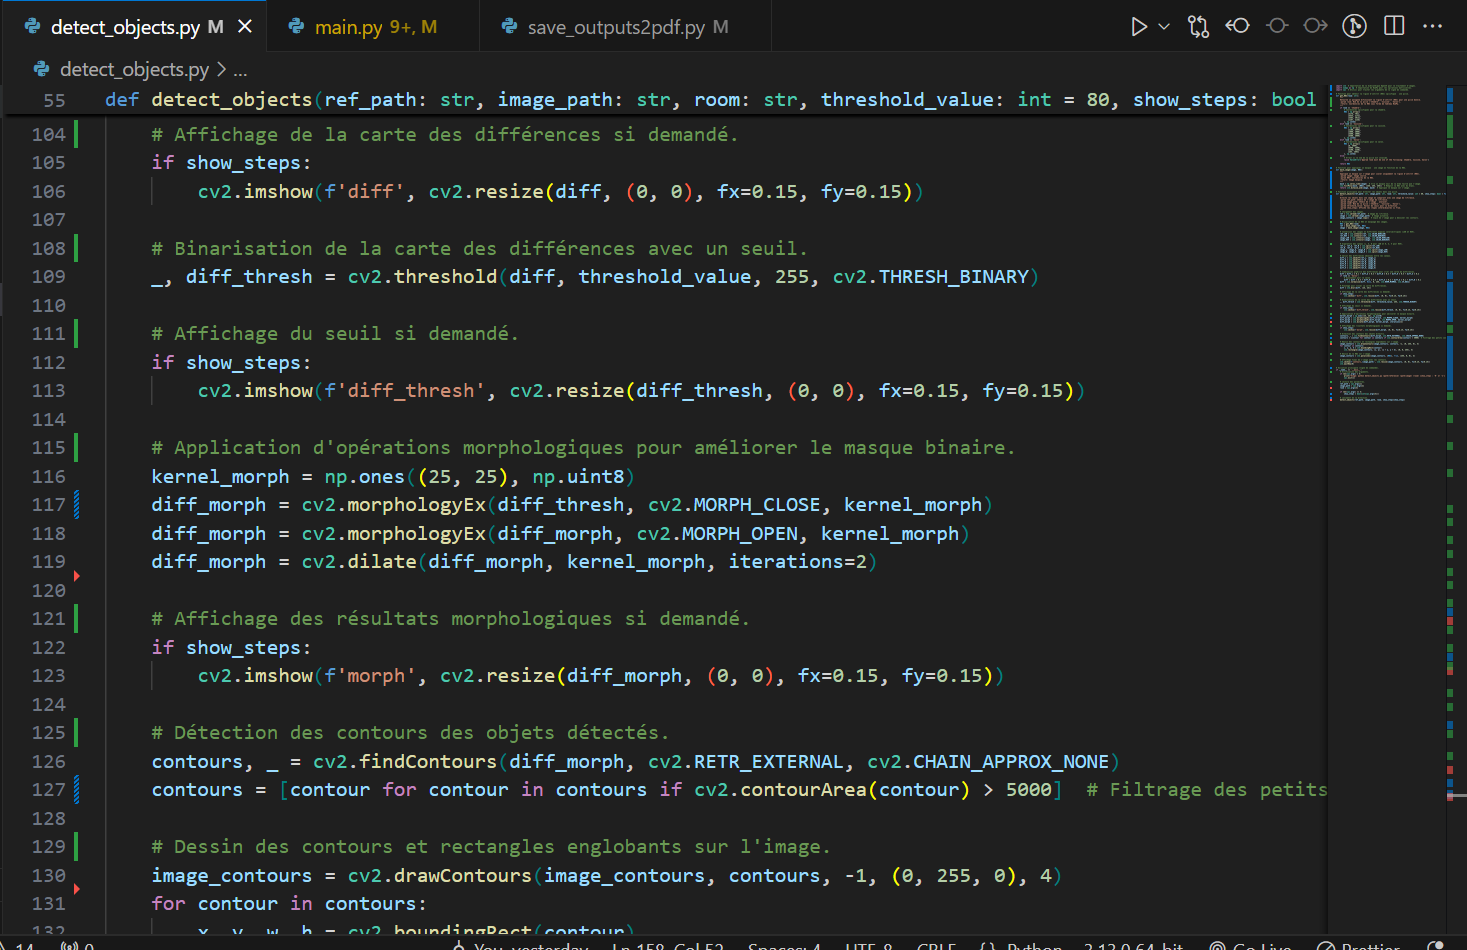 detect_objects.py M
main.py 9+, M
save_outputs2pdf.py M
detect_objects.py > ...
55 def detect_objects(ref_path: str, image_path: str, room: str, threshold_value: int = 80, show_steps: bool
104 # Affichage de la carte des différences si demandé.
105 if show_steps:
106 cv2.imshow(f'diff', cv2.resize(diff, (0, 0), fx=0.15, fy=0.15))
107
108 # Binarisation de la carte des différences avec un seuil.
109 _, diff_thresh = cv2.threshold(diff, threshold_value, 255, cv2.THRESH_BINARY)
110
111 # Affichage du seuil si demandé.
112 if show_steps:
113 cv2.imshow(f'diff_thresh', cv2.resize(diff_thresh, (0, 0), fx=0.15, fy=0.15))
114
115 # Application d'opérations morphologiques pour améliorer le masque binaire.
116 kernel_morph = np.ones((25, 25), np.uint8)
117 diff_morph = cv2.morphologyEx(diff_thresh, cv2.MORPH_CLOSE, kernel_morph)
118 diff_morph = cv2.morphologyEx(diff_morph, cv2.MORPH_OPEN, kernel_morph)
119 diff_morph = cv2.dilate(diff_morph, kernel_morph, iterations=2)
120
121 # Affichage des résultats morphologiques si demandé.
122 if show_steps:
123 cv2.imshow(f'morph', cv2.resize(diff_morph, (0, 0), fx=0.15, fy=0.15))
124
125 # Détection des contours des objets détectés.
126 contours, _ = cv2.findContours(diff_morph, cv2.RETR_EXTERNAL, cv2.CHAIN_APPROX_NONE)
127 contours = [contour for contour in contours if cv2.contourArea(contour) > 5000] # Filtrage des petits
128
129 # Dessin des contours et rectangles englobants sur l'image.
130 image_contours = cv2.drawContours(image_contours, contours, -1, (0, 255, 0), 4)
131 for contour in contours:
132 x, y, w, h = cv2.boundingRect(contour)
14 0 You, yesterday Ln 158, Col 52 Spaces: 4 UTF-8 CRLF {} Python 3.13.0 64-bit Go Live Prettier